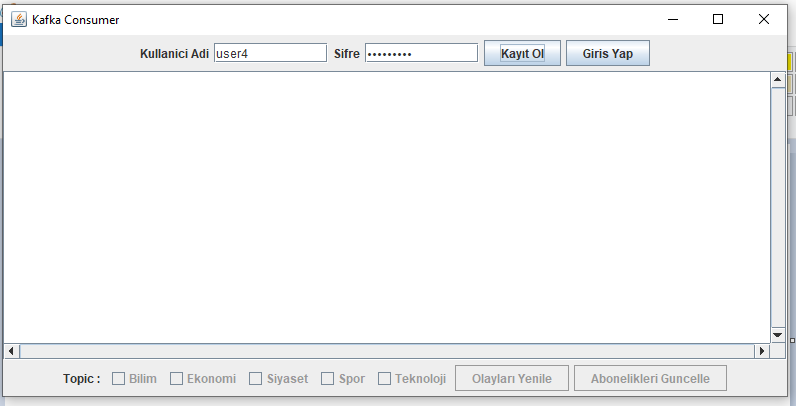 Kafka Consumer
Kullanici Adi user4 Sifre ••••••••• Kayıt Ol Giris Yap
Topic : Bilim Ekonomi Siyaset Spor Teknoloji Olayları Yenile Abonelikleri Guncelle